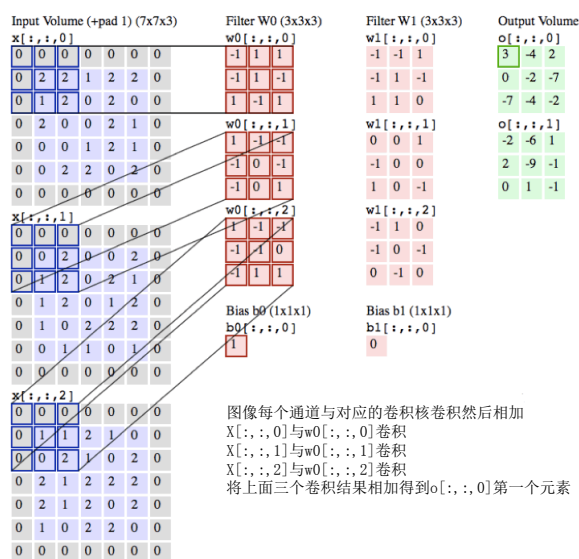 Input Volume (+pad 1) (7x7x3)
x[:,:,0]
0 0 0 0 0 0 0
0 2 2 1 2 2 0
0 1 2 0 2 0 0
0 2 0 0 2 1 0
0 0 0 1 2 1 0
0 0 2 2 0 2 0
0 0 0 0 0 0 0
x[:,:,1]
0 0 0 0 0 0 0
0 0 2 0 0 2 0
0 1 2 0 2 1 0
0 1 2 0 1 2 0
0 1 0 2 2 2 0
0 0 1 1 0 1 0
0 0 0 0 0 0 0
x[:,:,2]
0 0 0 0 0 0 0
0 1 1 2 1 0 0
0 0 2 1 0 2 0
0 2 1 2 2 2 0
0 2 1 2 0 2 0
0 1 0 2 2 0 0
0 0 0 0 0 0 0
Filter W0 (3x3x3)
w0[:,:,0]
-1 1 1
-1 1 -1
1 -1 1
w0[:,:,1]
1 -1 -1
-1 0 -1
-1 0 1
w0[:,:,2]
1 -1 -1
-1 -1 0
-1 1 1
Bias b0 (1x1x1)
b0[:,:,0]
1
Filter W1 (3x3x3)
w1[:,:,0]
-1 -1 1
-1 1 -1
1 1 0
w1[:,:,1]
0 0 1
-1 0 0
1 0 -1
w1[:,:,2]
-1 1 0
-1 0 -1
0 -1 0
Bias b1 (1x1x1)
b1[:,:,0]
0
Output Volume
o[:,:,0]
3 -4 2
0 -2 -7
-7 -4 -2
o[:,:,1]
-2 -6 1
2 -9 -1
0 1 -1
图像每个通道与对应的卷积核卷积然后相加
X[:,:,0]与w0[:,:,0]卷积
X[:,:,1]与w0[:,:,1]卷积
X[:,:,2]与w0[:,:,2]卷积
将上面三个卷积结果相加得到o[:,:,0]第一个元素